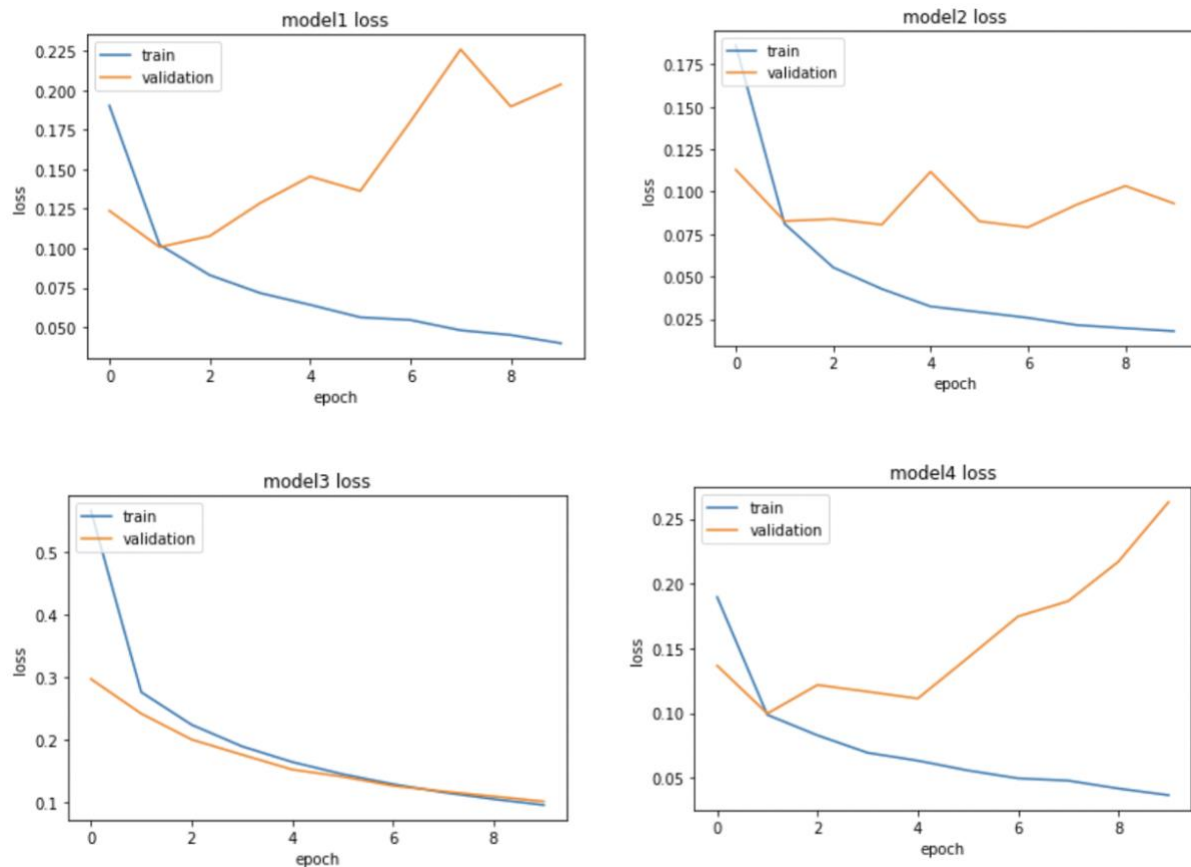 model1 loss
train
validation
0.225
0.200
0.175
0.150
0.125
0.100
0.075
0.050
loss
0 2 4 6 8
epoch
model2 loss
train
validation
0.175
0.150
0.125
0.100
0.075
0.050
0.025
loss
0 2 4 6 8
epoch
model3 loss
train
validation
0.5
0.4
0.3
0.2
0.1
loss
0 2 4 6 8
epoch
model4 loss
train
validation
0.25
0.20
0.15
0.10
0.05
loss
0 2 4 6 8
epoch